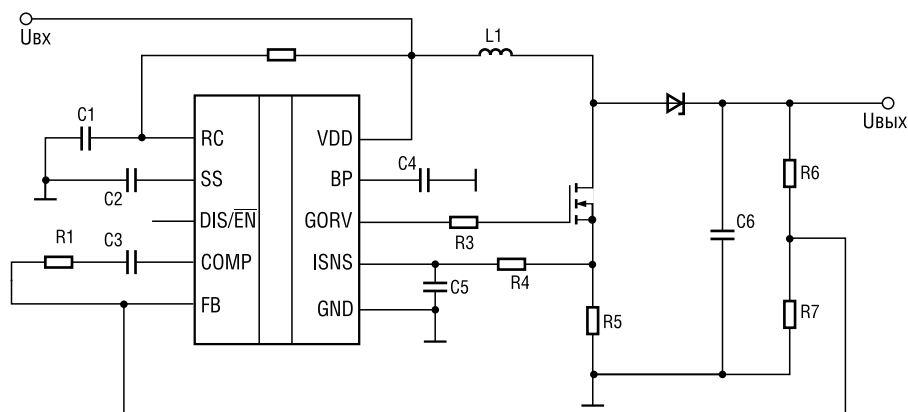 UВХ
L1
C1
RC
VDD
UВЫХ
SS
BP
C4
R6
C2
DIS/EN
GORV
R3
C6
R1
C3
COMP
ISNS
R4
C5
FB
GND
R5
R7